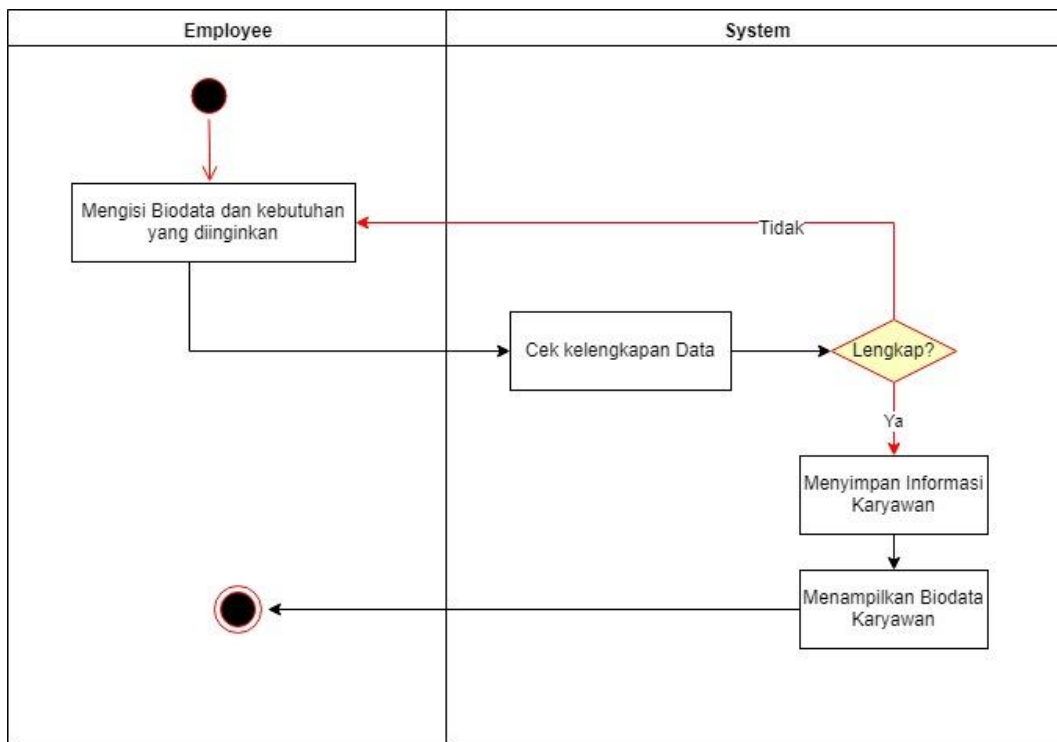 Employee
System
Mengisi Biodata dan kebutuhan
yang diinginkan
Tidak
Cek kelengkapan Data
Lengkap?
Ya
Menyimpan Informasi
Karyawan
Menampilkan Biodata
Karyawan